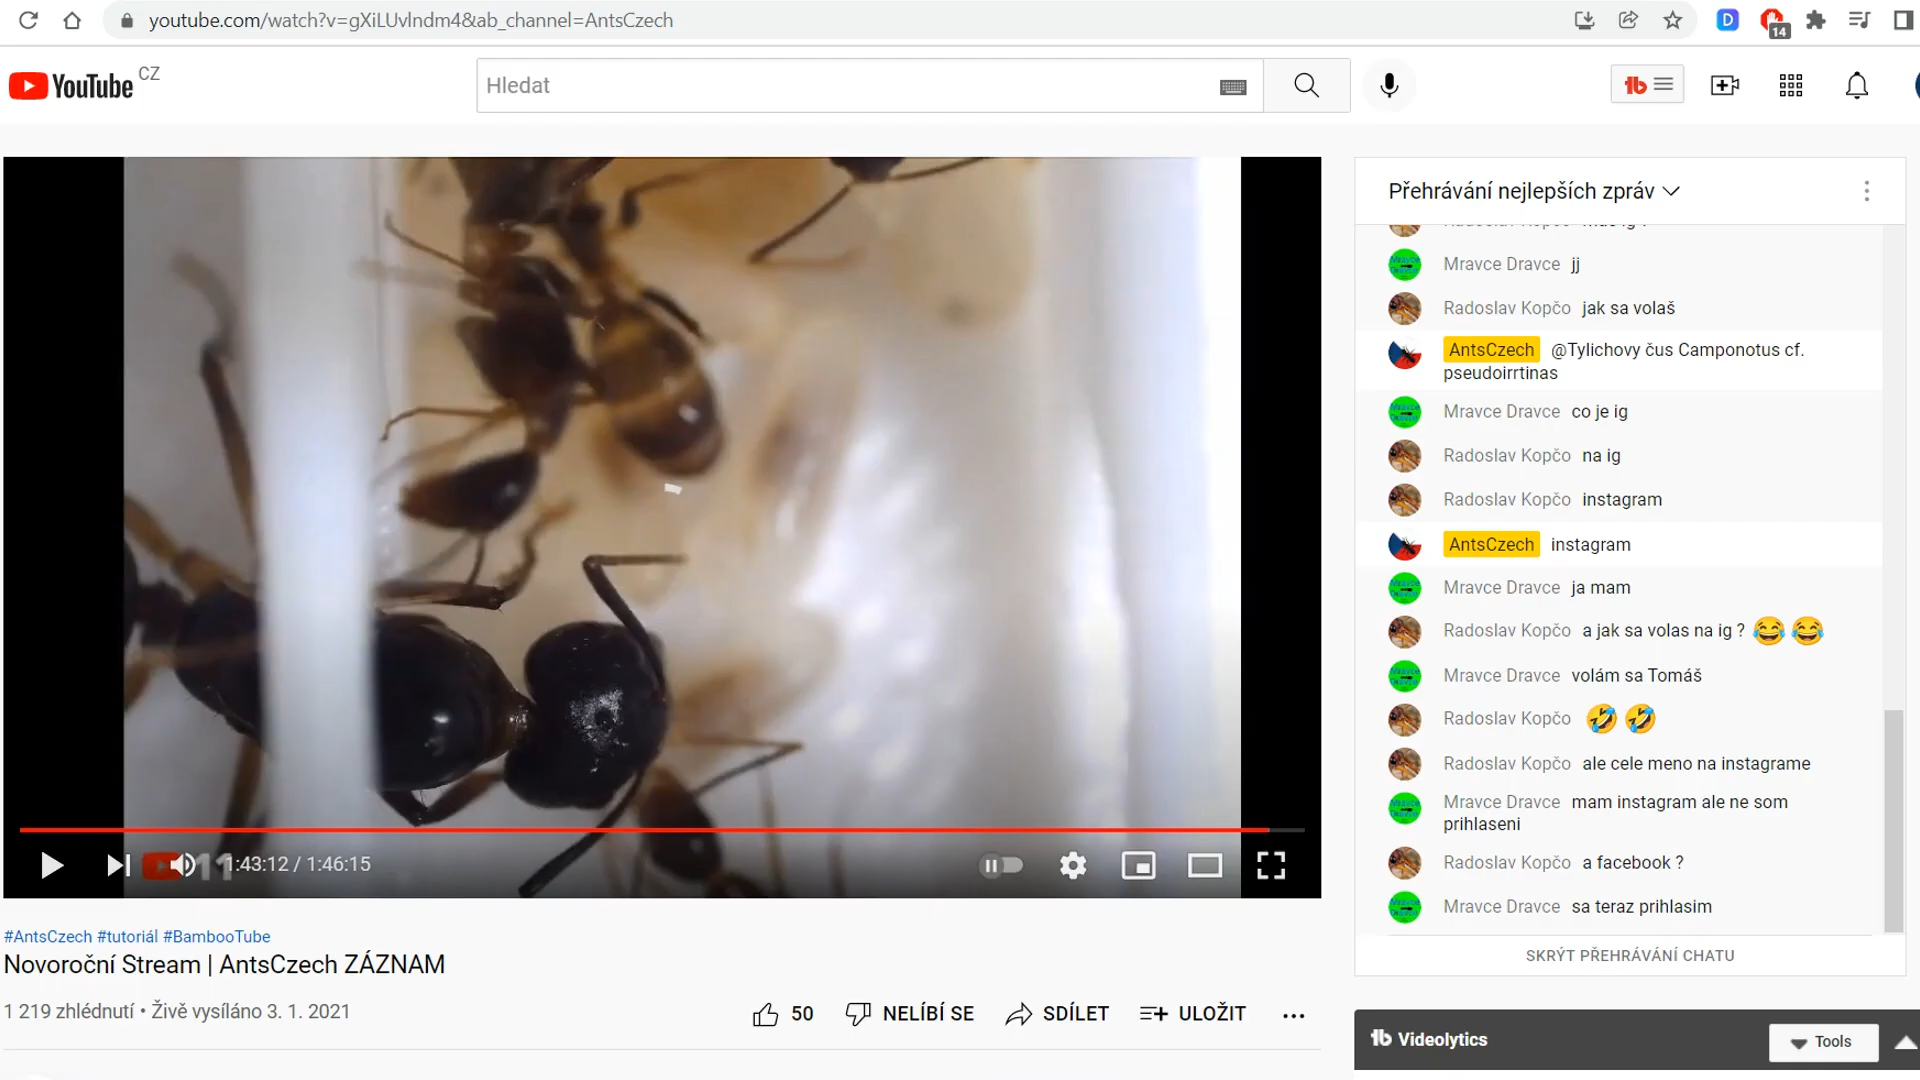 youtube.com/watch?v=gXiLUvlndm4&ab_channel=AntsCzech
14
YouTube CZ
Hledat
Přehrávání nejlepších zpráv
Mravce Dravce jj
Radoslav Kopčo jak sa volaš
AntsCzech @Tylichovy čus Camponotus cf.
pseudoirrtinas
Mravce Dravce co je ig
Radoslav Kopčo na ig
Radoslav Kopčo instagram
AntsCzech instagram
Mravce Dravce ja mam
Radoslav Kopčo a jak sa volas na ig ? 😂😂
Mravce Dravce volám sa Tomáš
Radoslav Kopčo 🤣🤣
Radoslav Kopčo ale cele meno na instagrame
Mravce Dravce mam instagram ale ne som
prihlaseni
Radoslav Kopčo a facebook ?
Mravce Dravce sa teraz prihlasim
SKRÝT PŘEHRÁVÁNÍ CHATU
1:43:12 / 1:46:15
#AntsCzech #tutoriál #BambooTube
Novoroční Stream | AntsCzech ZÁZNAM
1 219 zhlédnutí • Živě vysíláno 3. 1. 2021
50 NELÍBÍ SE SDÍLET ULOŽIT
Videolytics
Tools